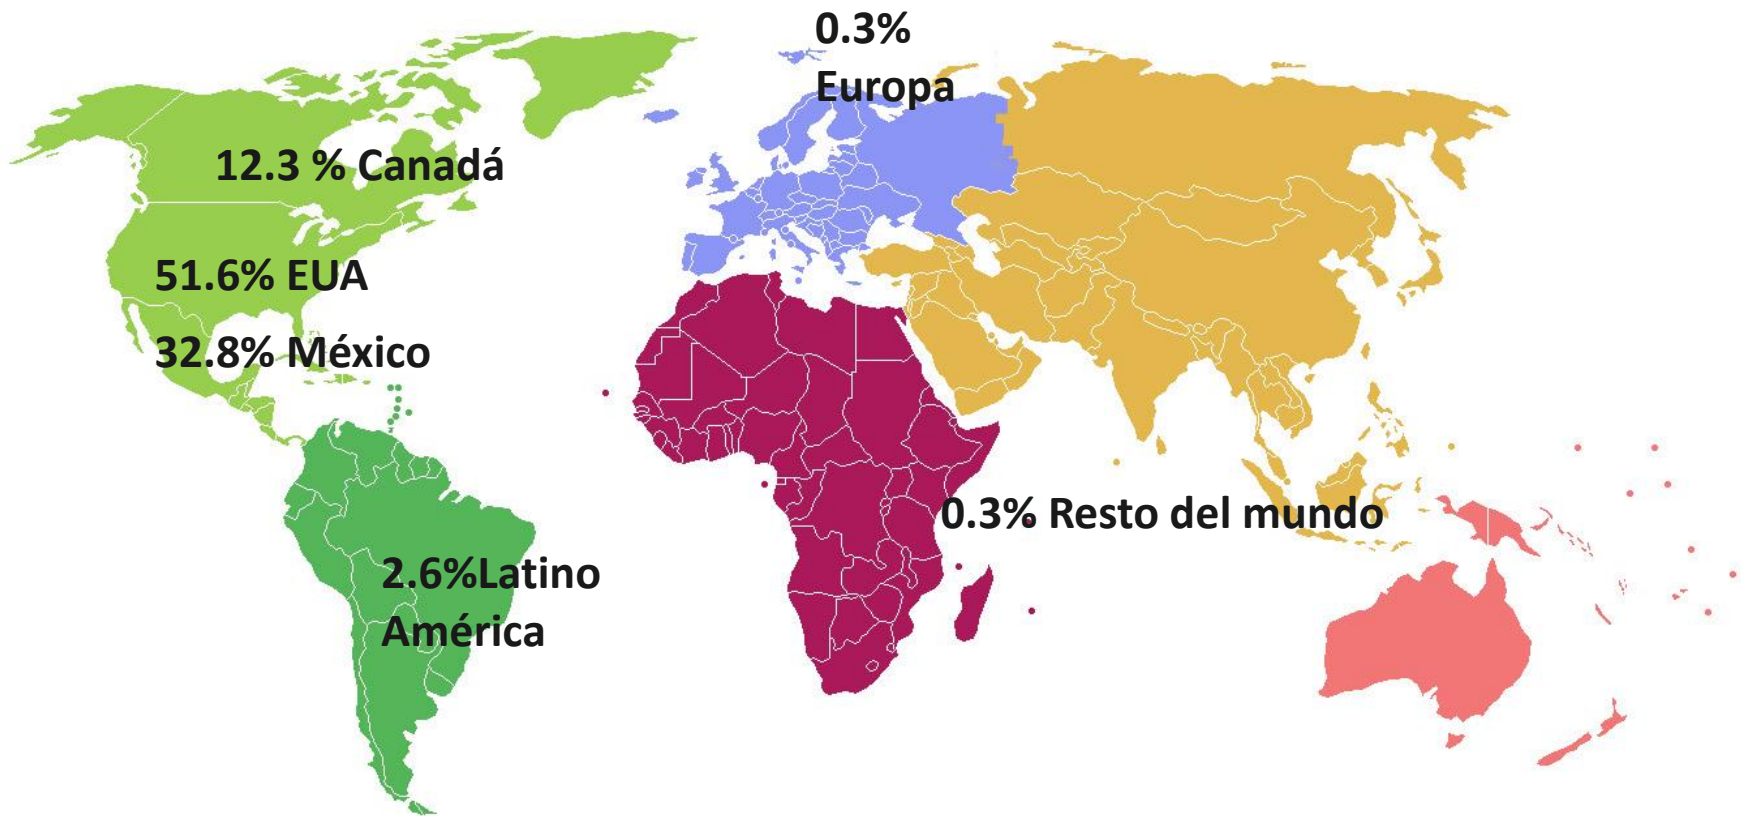 0.3%
Europa
12.3 % Canadá
51.6% EUA
32.8% México
0.3% Resto del mundo
2.6%Latino
América